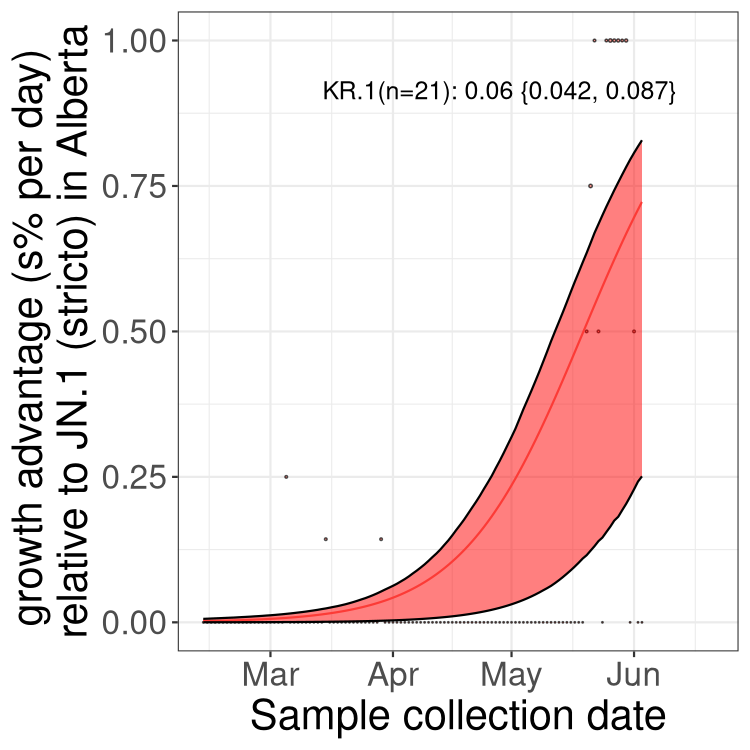 growth advantage (s% per day)
relative to JN.1 (stricto) in Alberta
1.00
0.75
0.50
0.25
0.00
KR.1(n=21): 0.06 {0.042, 0.087}
Mar Apr May Jun
Sample collection date